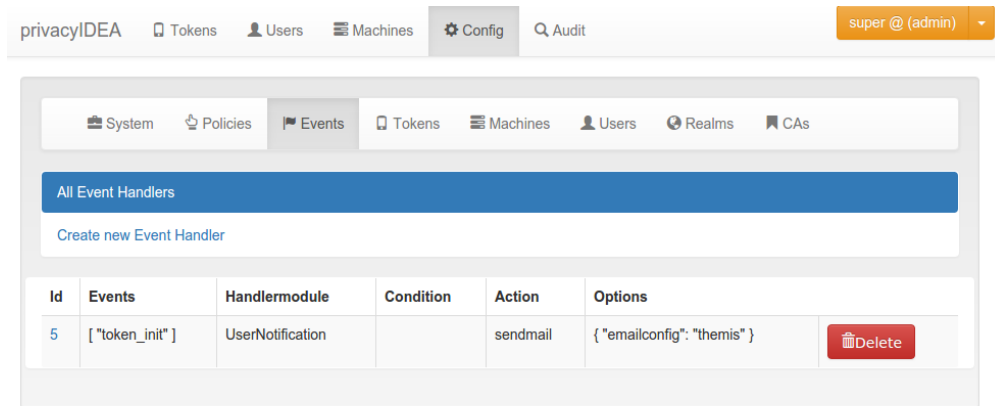 privacyIDEA Tokens Users Machines Config Audit super @ (admin)
System Policies Events Tokens Machines Users Realms CAs
All Event Handlers
Create new Event Handler
Id Events Handlermodule Condition Action Options
5 [ "token_init" ] UserNotification sendmail { "emailconfig": "themis" } Delete